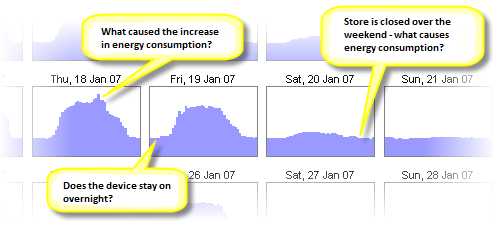 What caused the increase
in energy consumption?
Store is closed over the
weekend - what causes
energy consumption?
Thu, 18 Jan 07
Fri, 19 Jan 07
Sat, 20 Jan 07
Sun, 21 Jan 07
Does the device stay on
overnight?
26 Jan 07
Sat, 27 Jan 07
Sun, 28 Jan 07